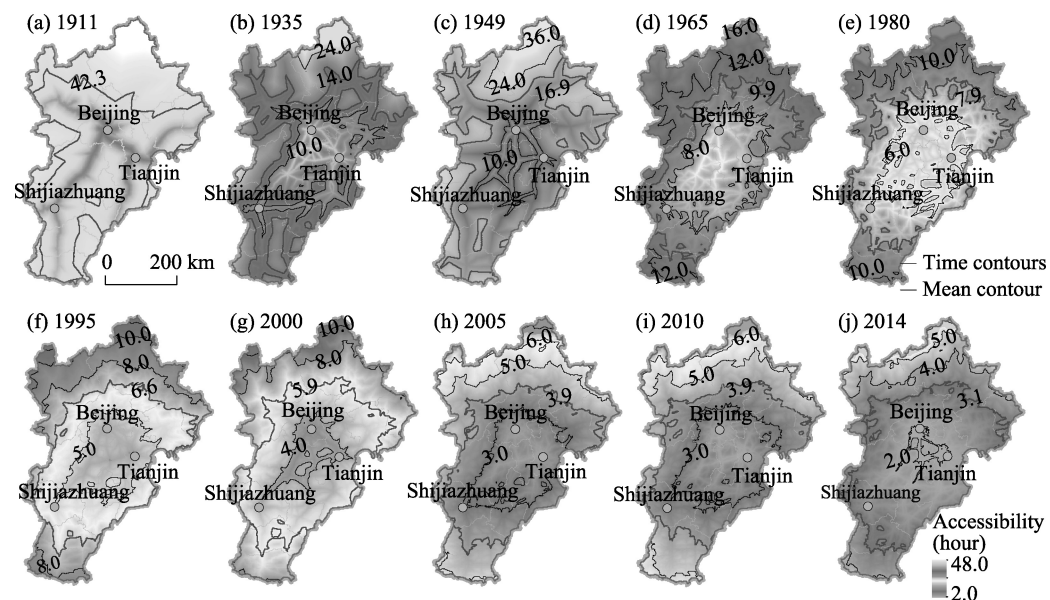 (a) 1911
42.3
Beijing
Tianjin
Shijiazhuang
0 200 km
(b) 1935
24.0
14.0
Beijing
10.0
Tianjin
Shijiazhuang
(c) 1949
36.0
24.0
16.9
Beijing
10.0
Tianjin
Shijiazhuang
(d) 1965
16.0
12.0
9.9
Beijing
8.0
Tianjin
Shijiazhuang
12.0
(e) 1980
10.0
7.9
Beijing
6.0
Tianjin
Shijiazhuang
10.0
Time contours
Mean contour
(f) 1995
10.0
8.0
6.6
Beijing
5.0
Tianjin
Shijiazhuang
8.0
(g) 2000
10.0
8.0
5.9
Beijing
4.0
Tianjin
Shijiazhuang
(h) 2005
6.0
5.0
3.9
Beijing
3.0
Tianjin
Shijiazhuang
(i) 2010
6.0
5.0
3.9
Beijing
3.0
Tianjin
Shijiazhuang
(j) 2014
5.0
4.0
3.1
Beijing
2.0
Tianjin
Shijiazhuang
Accessibility
(hour)
48.0
2.0